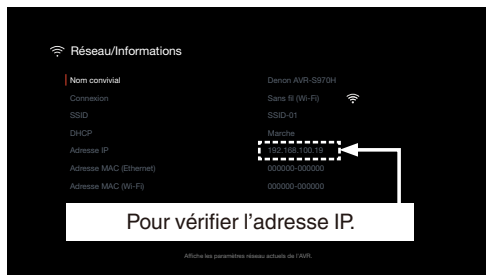 Réseau/Informations
Nom convivial Denon AVR-S970H
Connexion Sans fil (Wi-Fi)
SSID SSID-01
DHCP Marche
Adresse IP 192.168.100.19
Adresse MAC (Ethernet) 000000-000000
Adresse MAC (Wi-Fi) 000000-000000
Pour vérifier l’adresse IP.
Affiche les paramètres réseau actuels de l'AVR.